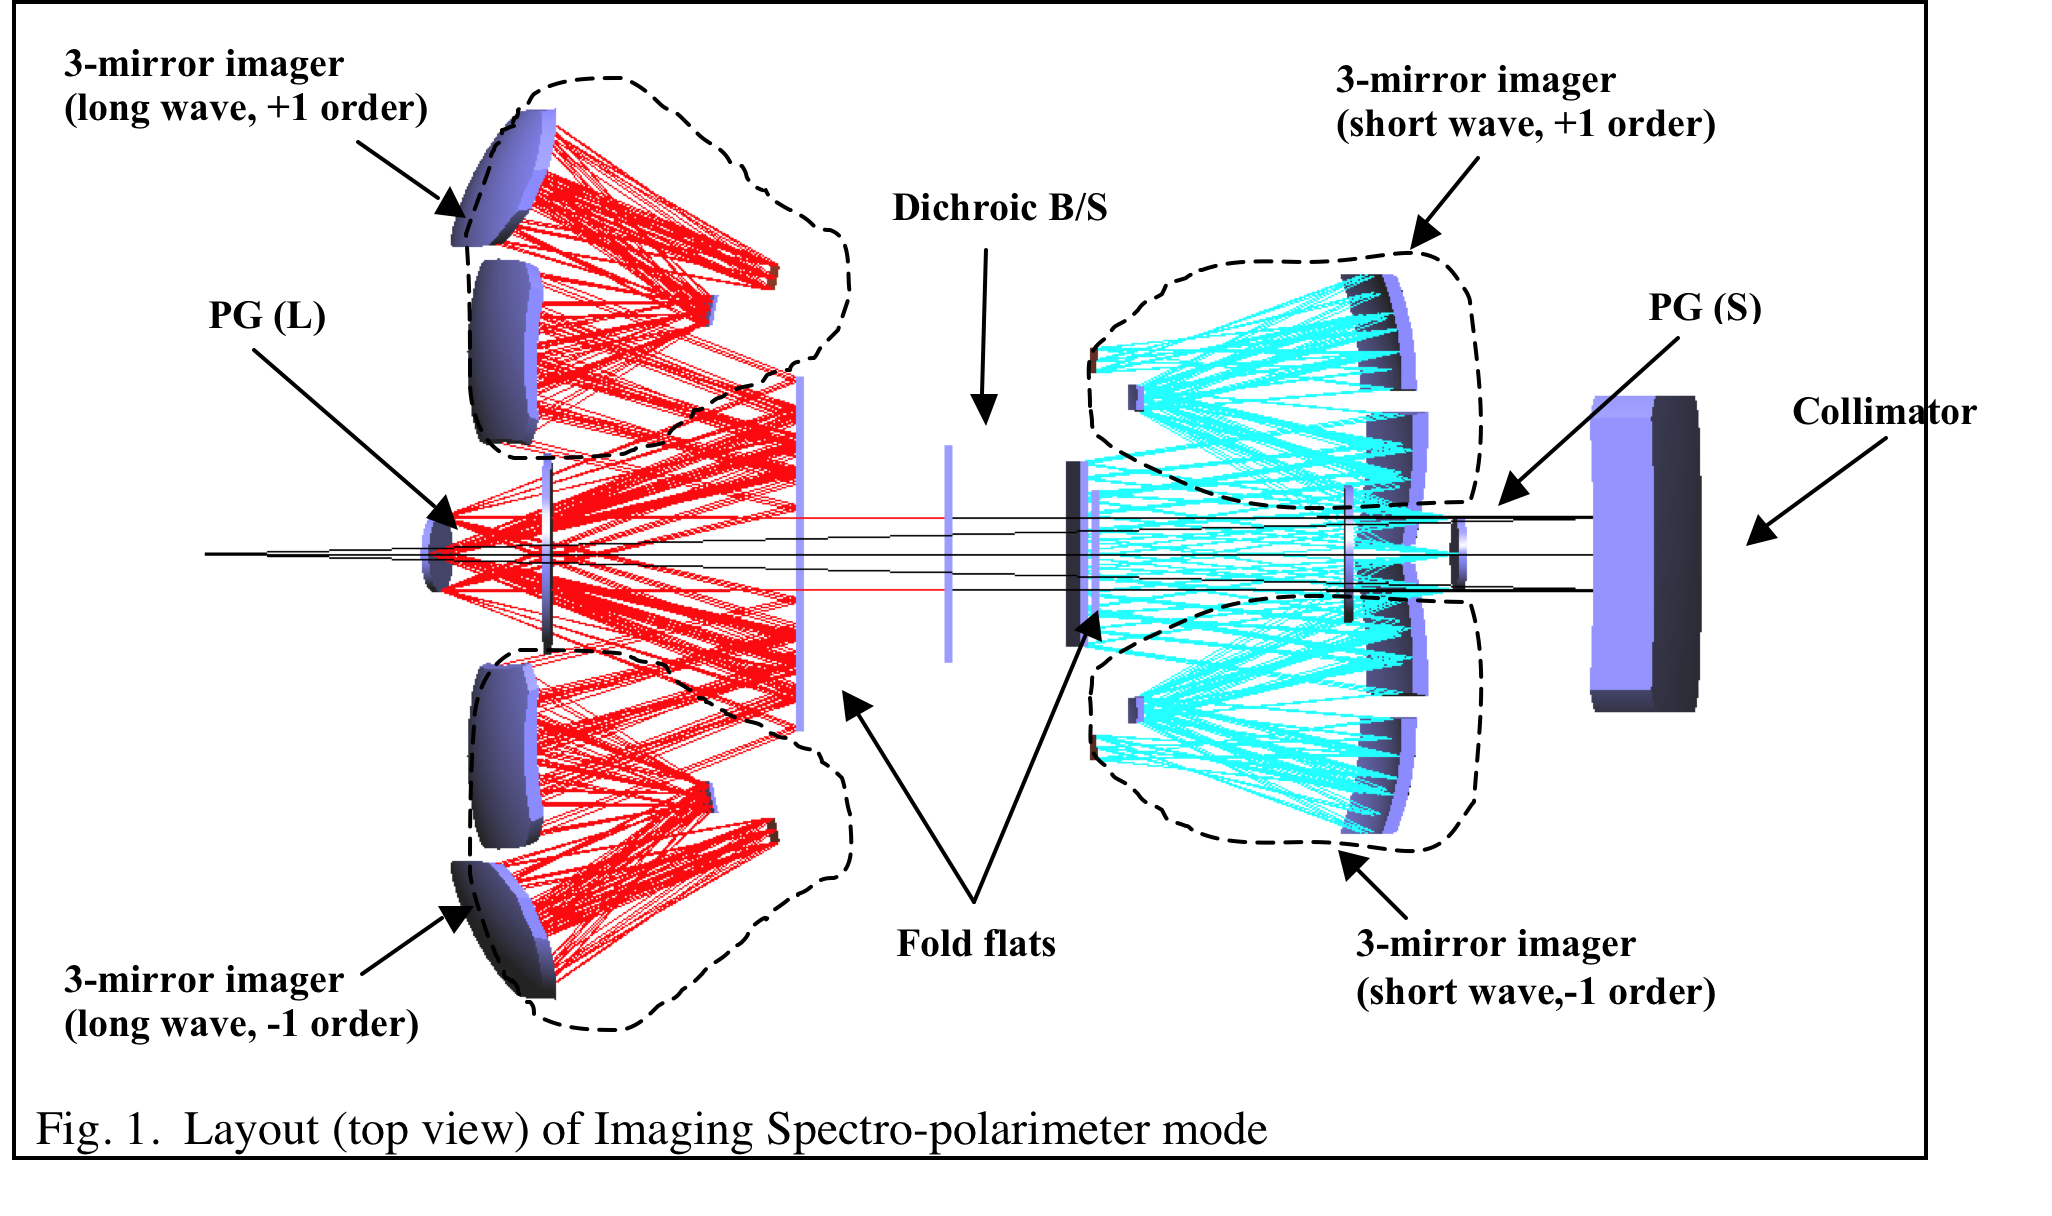 3-mirror imager
(long wave, +1 order)
3-mirror imager
(short wave, +1 order)
Dichroic B/S
PG (L)
PG (S)
Collimator
Fold flats
3-mirror imager
(short wave,-1 order)
3-mirror imager
(long wave, -1 order)
Fig. 1. Layout (top view) of Imaging Spectro-polarimeter mode